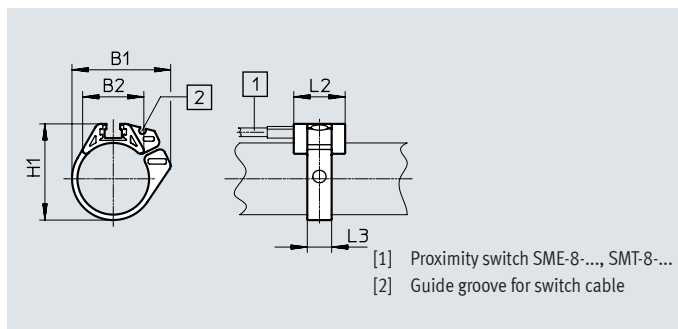 B1
B2
2
H1
1
L2
L3
[1] Proximity switch SME-8-..., SMT-8-...
[2] Guide groove for switch cable